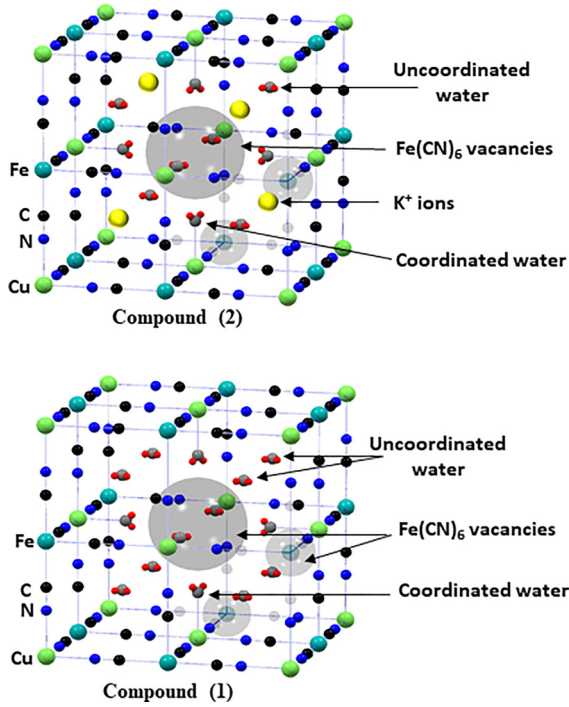 Uncoordinated
water
Fe(CN)₆ vacancies
Fe
K⁺ ions
C
N
Coordinated water
Cu
Compound (2)
Uncoordinated
water
Fe(CN)₆ vacancies
Fe
Coordinated water
C
N
Cu
Compound (1)